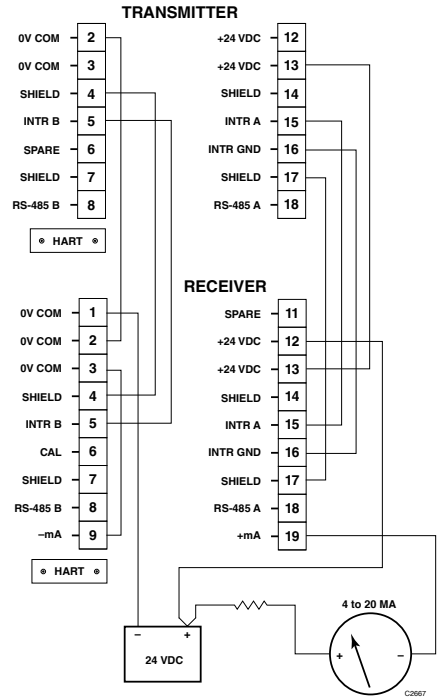 TRANSMITTER
0V COM 2
0V COM 3
SHIELD 4
INTR B 5
SPARE 6
SHIELD 7
RS-485 B 8
HART
+24 VDC 12
+24 VDC 13
SHIELD 14
INTR A 15
INTR GND 16
SHIELD 17
RS-485 A 18
RECEIVER
0V COM 1
0V COM 2
0V COM 3
SHIELD 4
INTR B 5
CAL 6
SHIELD 7
RS-485 B 8
–mA 9
HART
SPARE 11
+24 VDC 12
+24 VDC 13
SHIELD 14
INTR A 15
INTR GND 16
SHIELD 17
RS-485 A 18
+mA 19
– +
24 VDC
4 to 20 MA
+ –
C2667